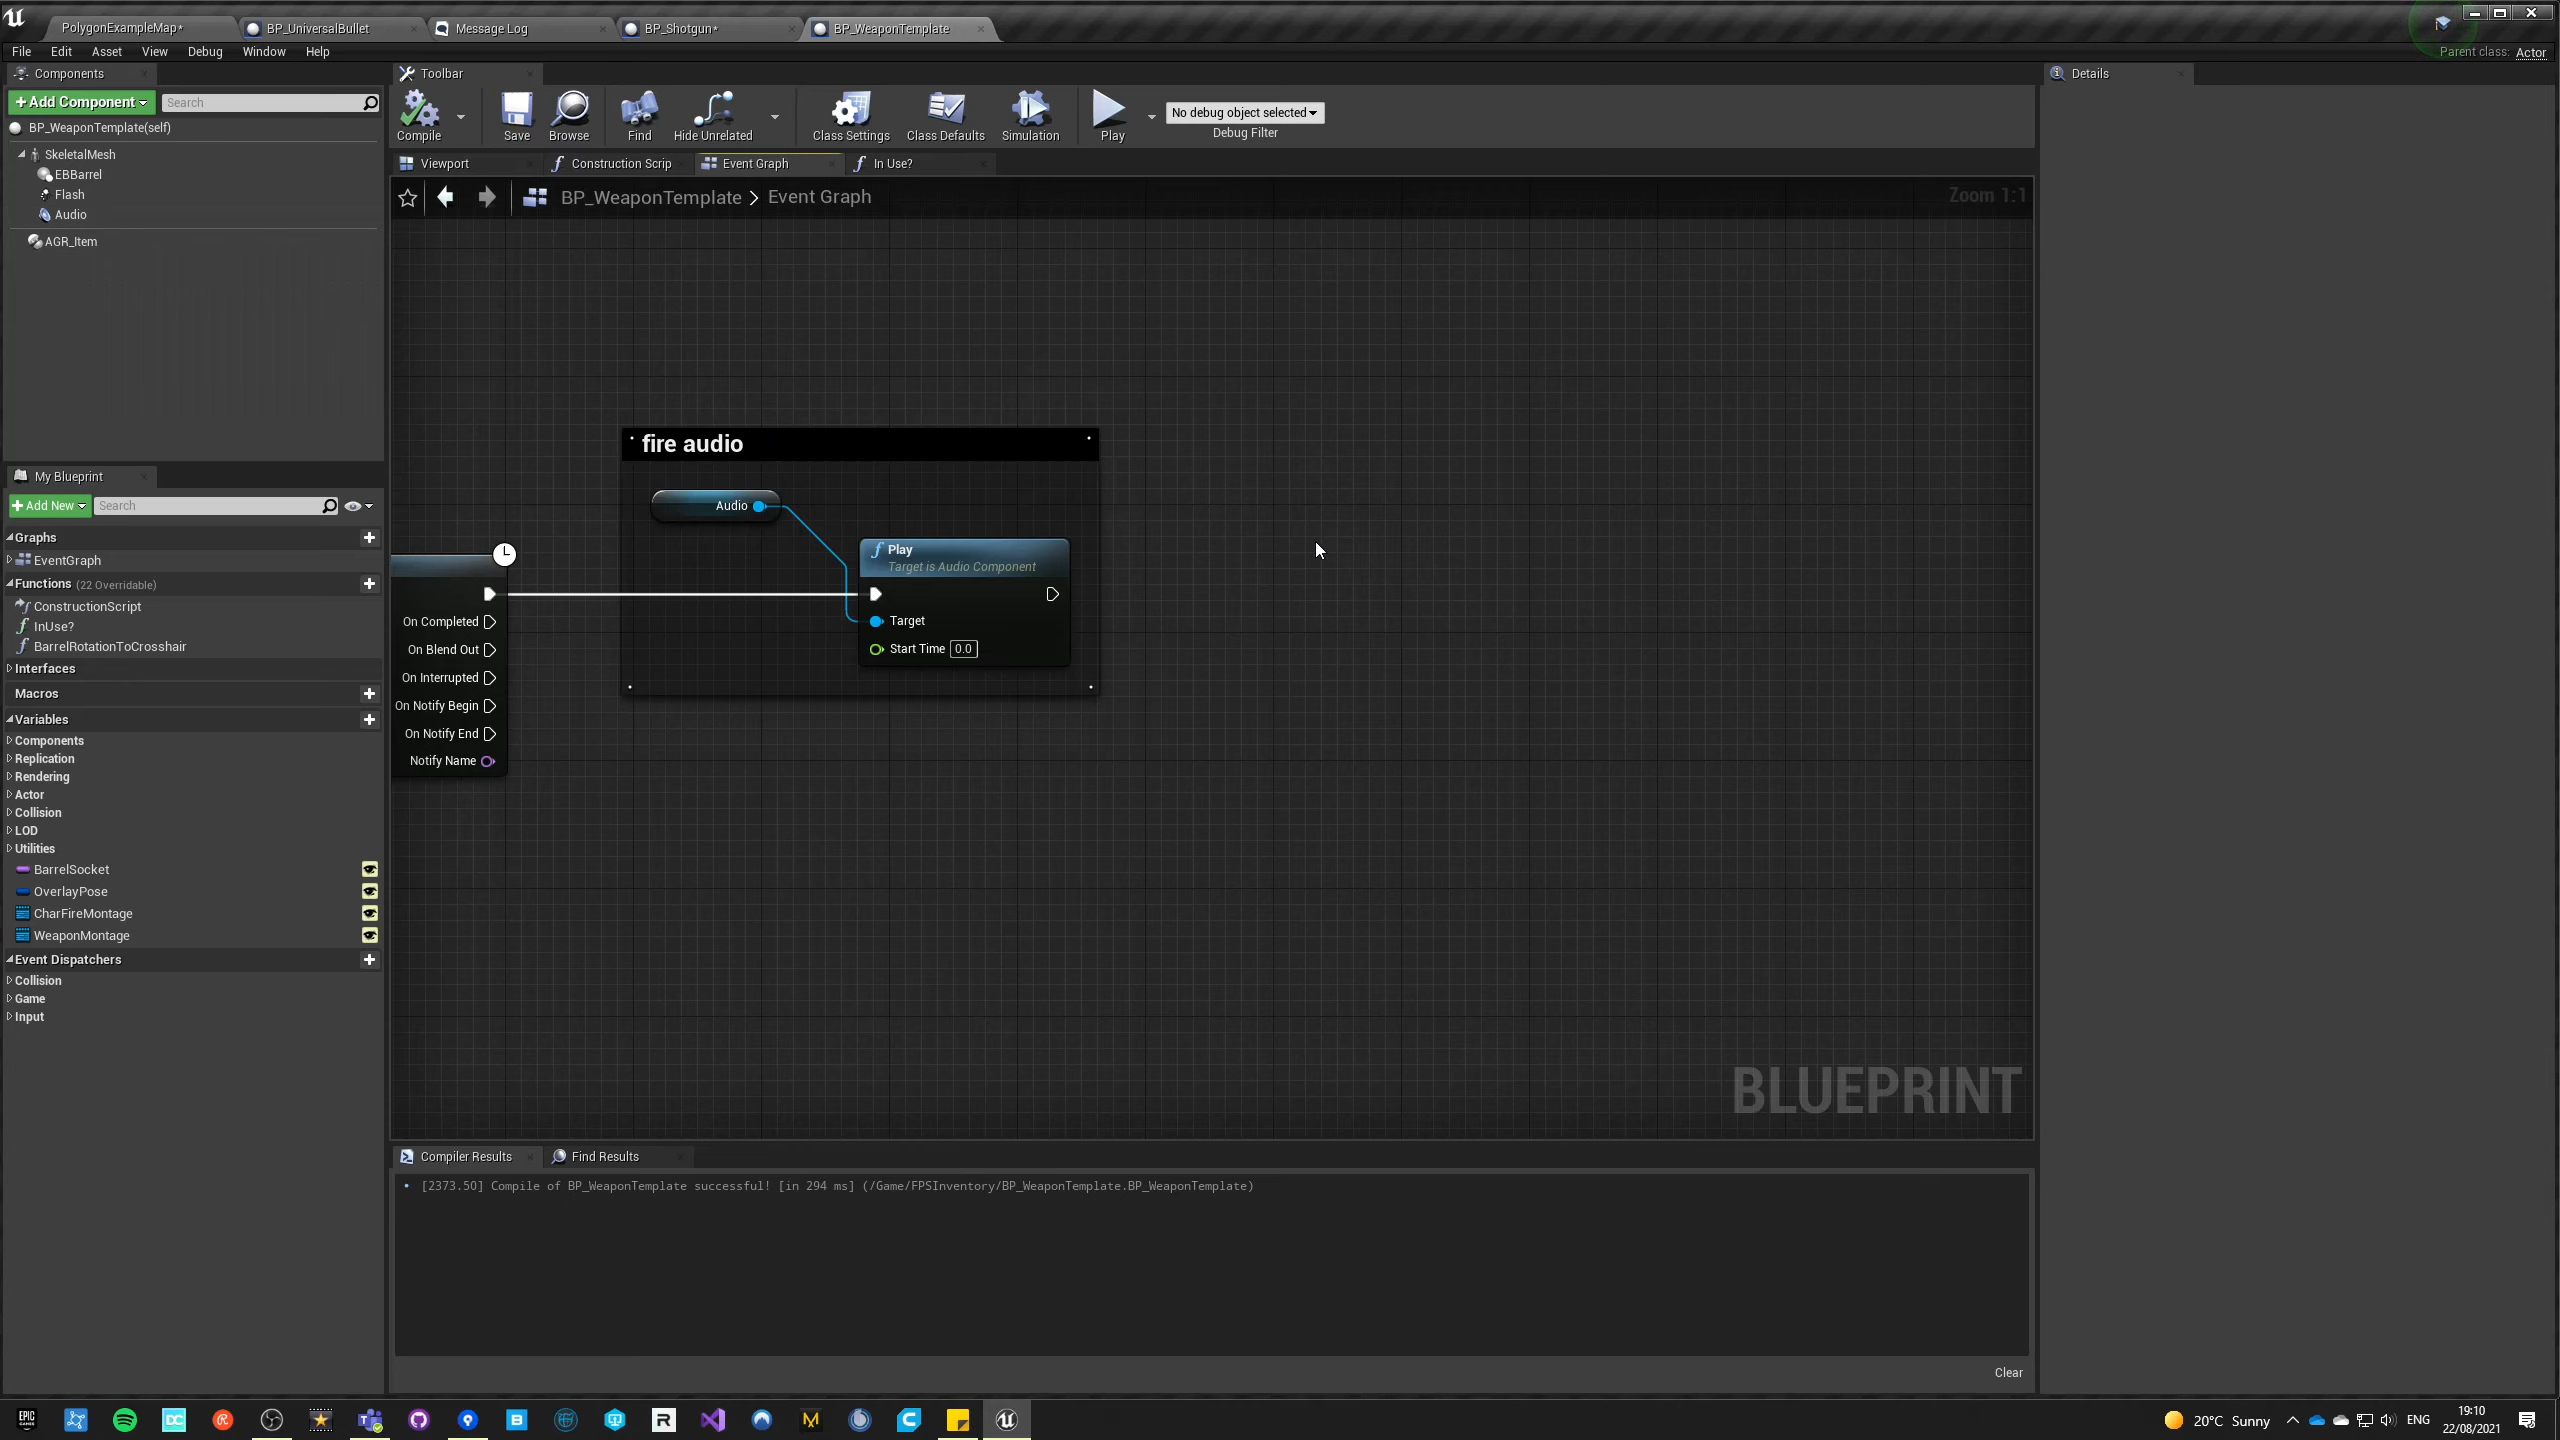 PolygonExampleMap*
BP_UniversalBullet
Message Log
BP_Shotgun*
BP_WeaponTemplate
File Edit Asset View Debug Window Help
Parent class: Actor
Components
Toolbar
Details
+Add Component
Search
BP_WeaponTemplate(self)
SkeletalMesh
EBBarrel
Flash
Audio
AGR_Item
Compile
Save
Browse
Find
Hide Unrelated
Class Settings
Class Defaults
Simulation
Play
No debug object selected
Debug Filter
Viewport
Construction Scrip
Event Graph
In Use?
BP_WeaponTemplate > Event Graph
Zoom 1:1
fire audio
Audio
Play
Target is Audio Component
Target
Start Time 0.0
On Completed
On Blend Out
On Interrupted
On Notify Begin
On Notify End
Notify Name
BLUEPRINT
My Blueprint
+Add New
Search
Graphs
EventGraph
Functions (22 Overridable)
ConstructionScript
InUse?
BarrelRotationToCrosshair
Interfaces
Macros
Variables
Components
Replication
Rendering
Actor
Collision
LOD
Utilities
BarrelSocket
OverlayPose
CharFireMontage
WeaponMontage
Event Dispatchers
Collision
Game
Input
Compiler Results
Find Results
[2373.50] Compile of BP_WeaponTemplate successful! [in 294 ms] (/Game/FPSInventory/BP_WeaponTemplate.BP_WeaponTemplate)
Clear
EPIC GAMES
DC
R
20°C Sunny
ENG
19:10
22/08/2021